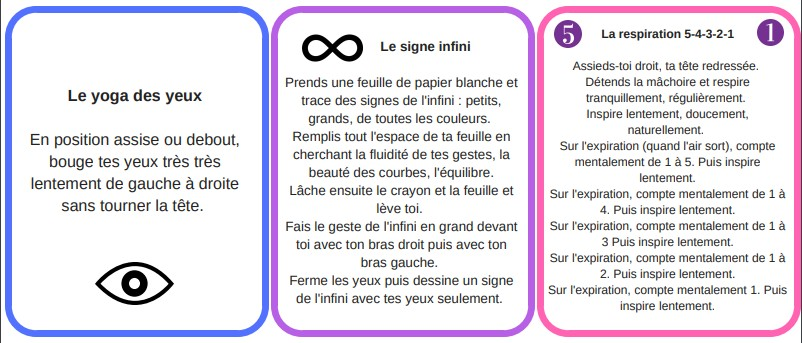 Le yoga des yeux
En position assise ou debout,
bouge tes yeux très très
lentement de gauche à droite
sans tourner la tête.
Le signe infini
Prends une feuille de papier blanche et
trace des signes de l'infini : petits,
grands, de toutes les couleurs.
Remplis tout l'espace de ta feuille en
cherchant la fluidité de tes gestes, la
beauté des courbes, l'équilibre.
Lâche ensuite le crayon et la feuille et
lève toi.
Fais le geste de l'infini en grand devant
toi avec ton bras droit puis avec ton
bras gauche.
Ferme les yeux puis dessine un signe
de l'infini avec tes yeux seulement.
5 La respiration 5-4-3-2-1 1
Assieds-toi droit, ta tête redressée.
Détends la mâchoire et respire
tranquillement, régulièrement.
Inspire lentement, doucement,
naturellement.
Sur l'expiration (quand l'air sort), compte
mentalement de 1 à 5. Puis inspire
lentement.
Sur l'expiration, compte mentalement de 1 à
4. Puis inspire lentement.
Sur l'expiration, compte mentalement de 1 à
3 Puis inspire lentement.
Sur l'expiration, compte mentalement de 1 à
2. Puis inspire lentement.
Sur l'expiration, compte mentalement 1. Puis
inspire lentement.